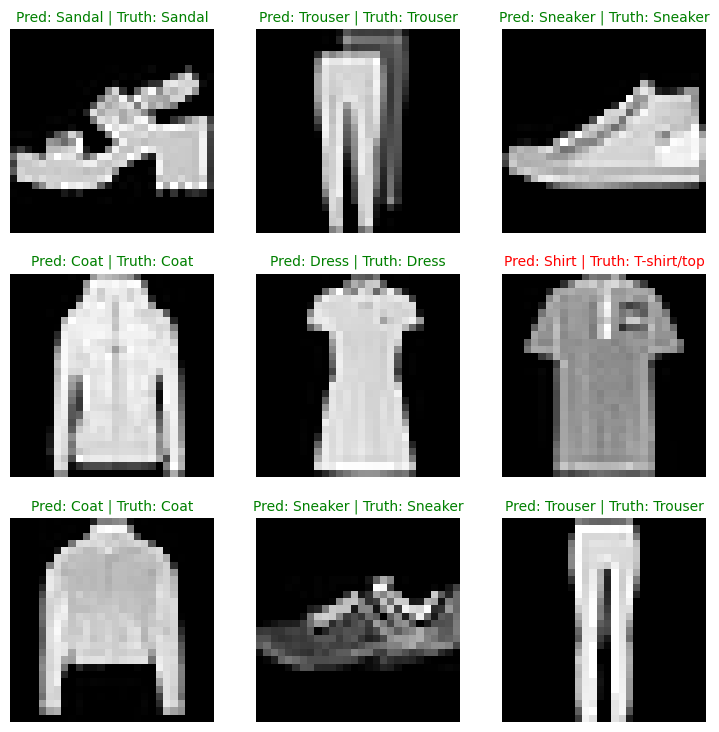 Pred: Sandal | Truth: Sandal
Pred: Trouser | Truth: Trouser
Pred: Sneaker | Truth: Sneaker
Pred: Coat | Truth: Coat
Pred: Dress | Truth: Dress
Pred: Shirt | Truth: T-shirt/top
Pred: Coat | Truth: Coat
Pred: Sneaker | Truth: Sneaker
Pred: Trouser | Truth: Trouser